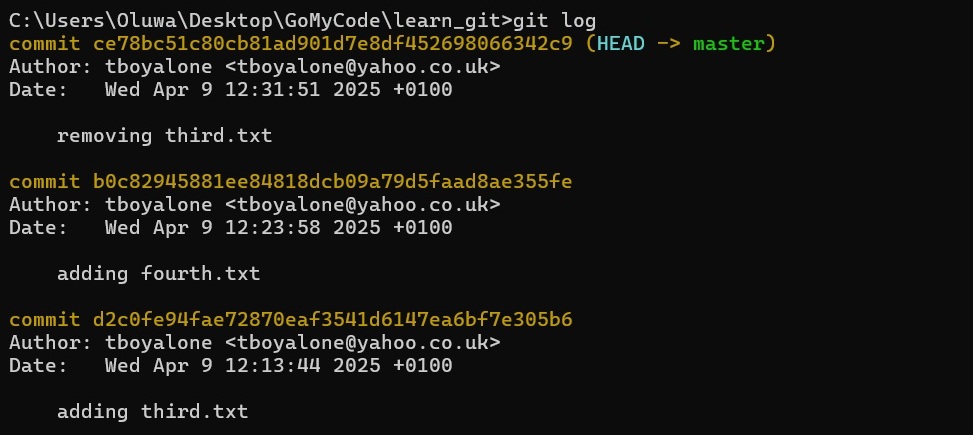 C:\Users\Oluwa\Desktop\GoMyCode\learn_git>git log
commit ce78bc51c80cb81ad901d7e8df452698066342c9 (HEAD -> master)
Author: tboyalone <tboyalone@yahoo.co.uk>
Date:   Wed Apr 9 12:31:51 2025 +0100

    removing third.txt

commit b0c82945881ee84818dcb09a79d5faad8ae355fe
Author: tboyalone <tboyalone@yahoo.co.uk>
Date:   Wed Apr 9 12:23:58 2025 +0100

    adding fourth.txt

commit d2c0fe94fae72870eaf3541d6147ea6bf7e305b6
Author: tboyalone <tboyalone@yahoo.co.uk>
Date:   Wed Apr 9 12:13:44 2025 +0100

    adding third.txt